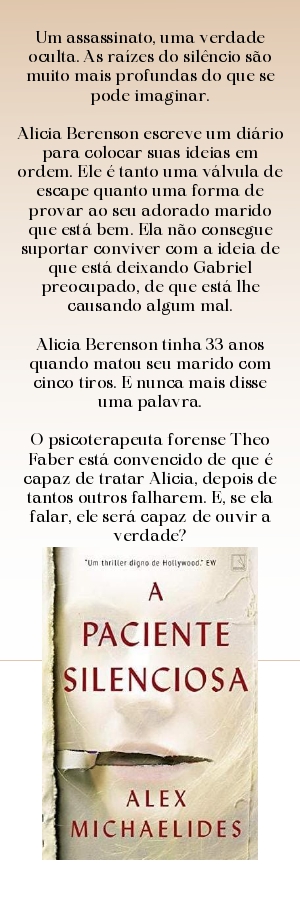 Um assassinato, uma verdade
oculta. As raízes do silêncio são
muito mais profundas do que se
pode imaginar.
Alicia Berenson escreve um diário
para colocar suas ideias em
ordem. Ele é tanto uma válvula de
escape quanto uma forma de
provar ao seu adorado marido
que está bem. Ela não consegue
suportar conviver com a ideia de
que está deixando Gabriel
preocupado, de que está lhe
causando algum mal.
Alicia Berenson tinha 33 anos
quando matou seu marido com
cinco tiros. E nunca mais disse
uma palavra.
O psicoterapeuta forense Theo
Faber está convencido de que é
capaz de tratar Alicia, depois de
tantos outros falharem. E, se ela
falar, ele será capaz de ouvir a
verdade?
"Um thriller digno de Hollywood." EW
A
PACIENTE
SILENCIOSA
ALEX
MICHAELIDES